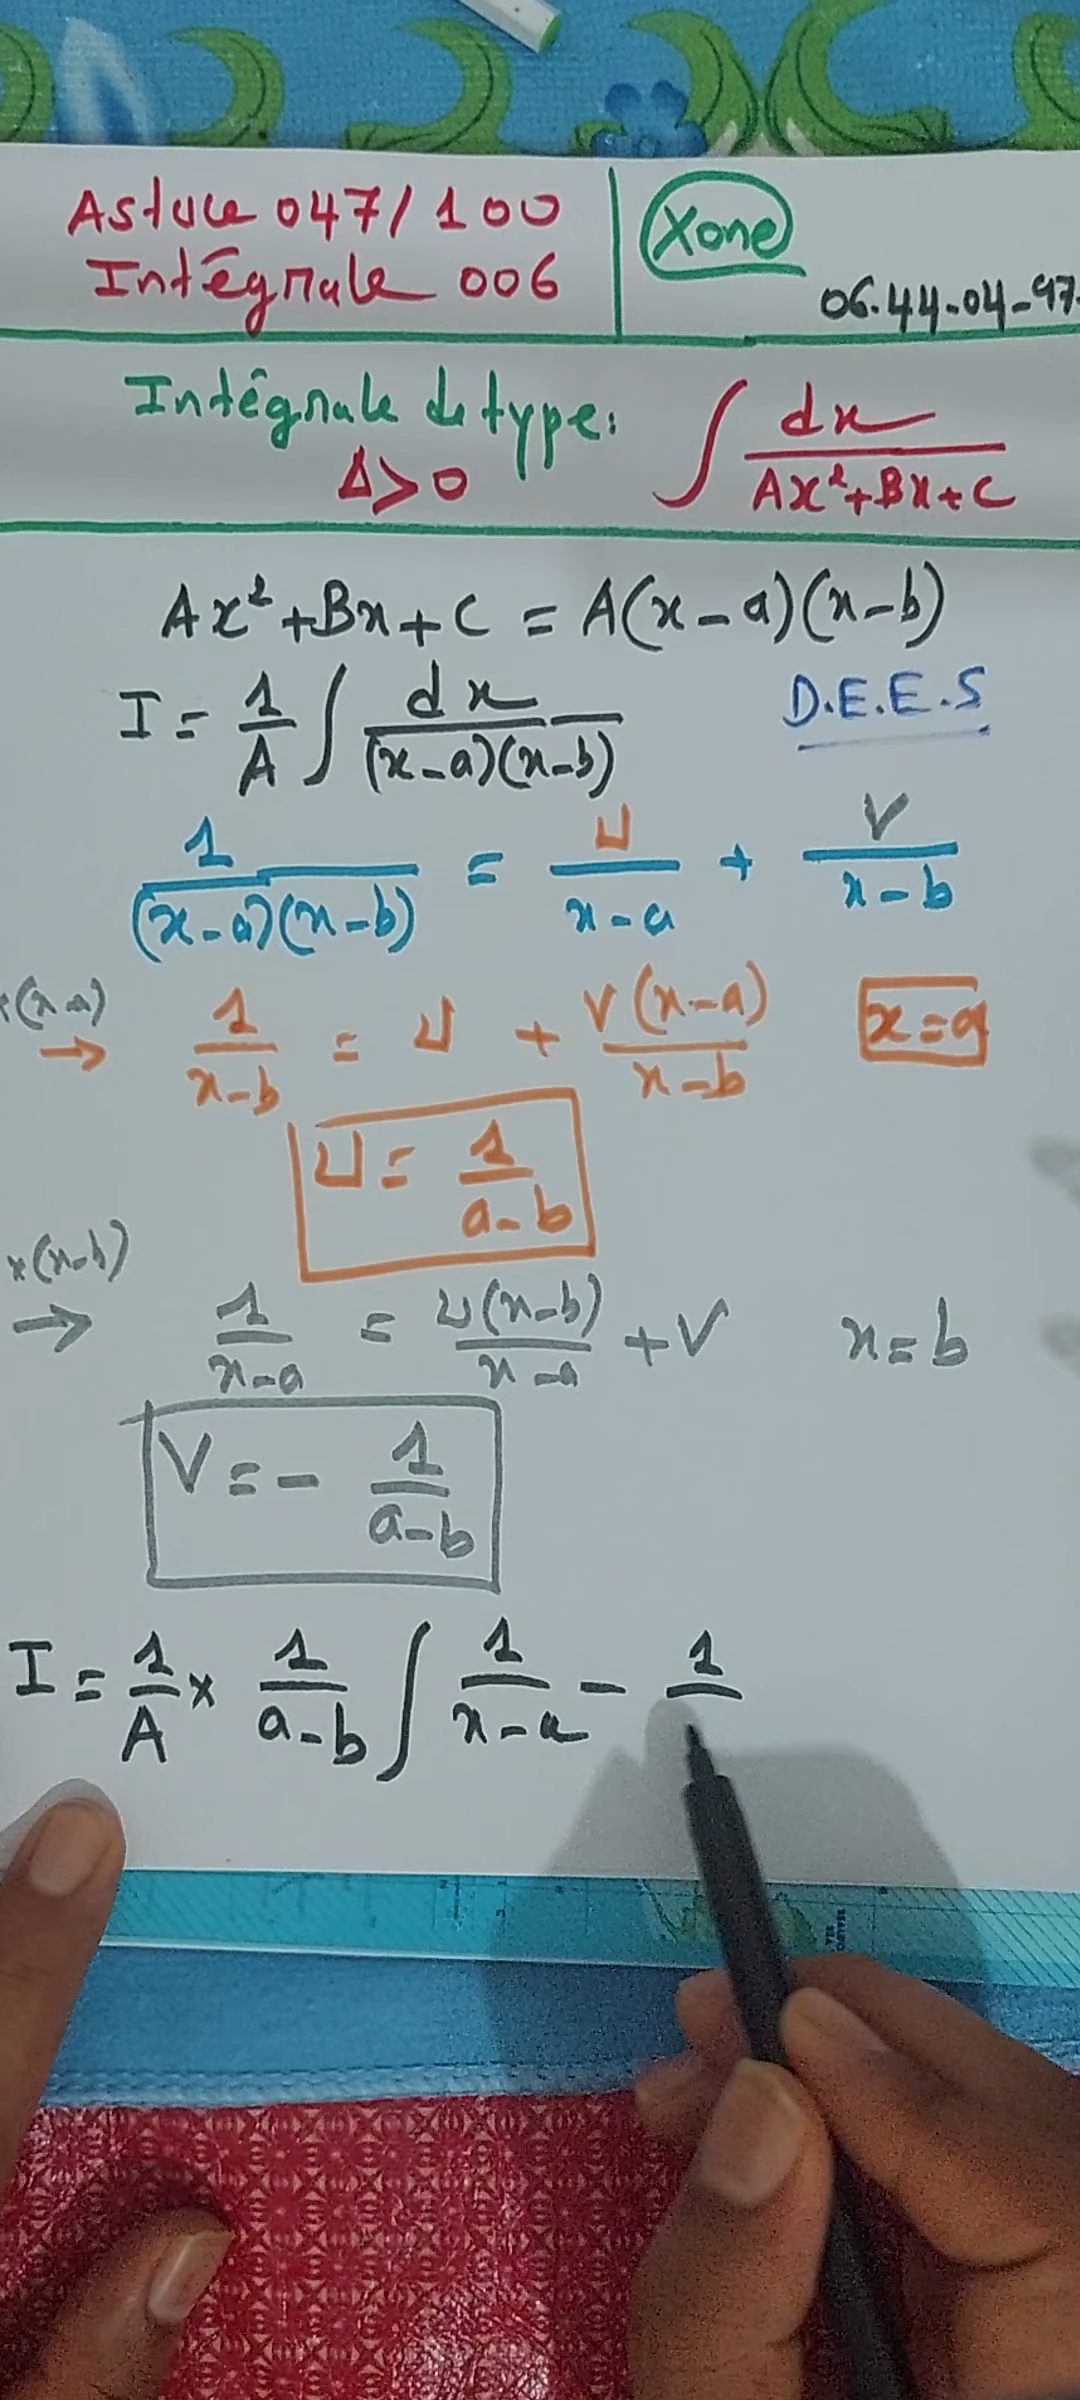 Astuce 047/100
Intégrale 006
Xone
06.44-04-97.
Intégrale de type: ∫ dx / (Ax²+Bx+C)
Δ>0
Ax²+Bx+C = A(x-a)(x-b)
I = 1/A ∫ dx / ((x-a)(x-b))
D.E.E.S
1/((x-a)(x-b)) = U/(x-a) + V/(x-b)
×(x-a)
→ 1/(x-b) = U + V(x-a)/(x-b) x=a
U = 1/(a-b)
×(x-b)
→ 1/(x-a) = U(x-b)/(x-a) + V x=b
V = - 1/(a-b)
I = 1/A × 1/(a-b) ∫ 1/(x-a) - 1/